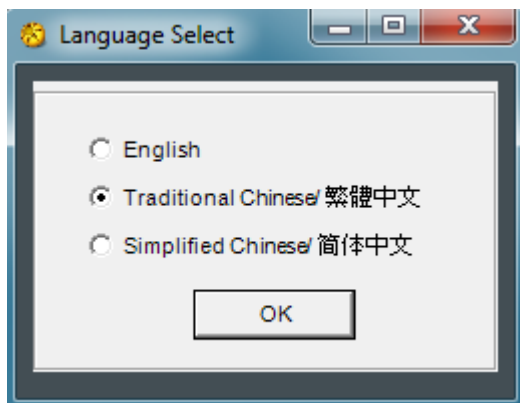 Language Select
English
Traditional Chinese/ 繁體中文
Simplified Chinese/ 简体中文
OK